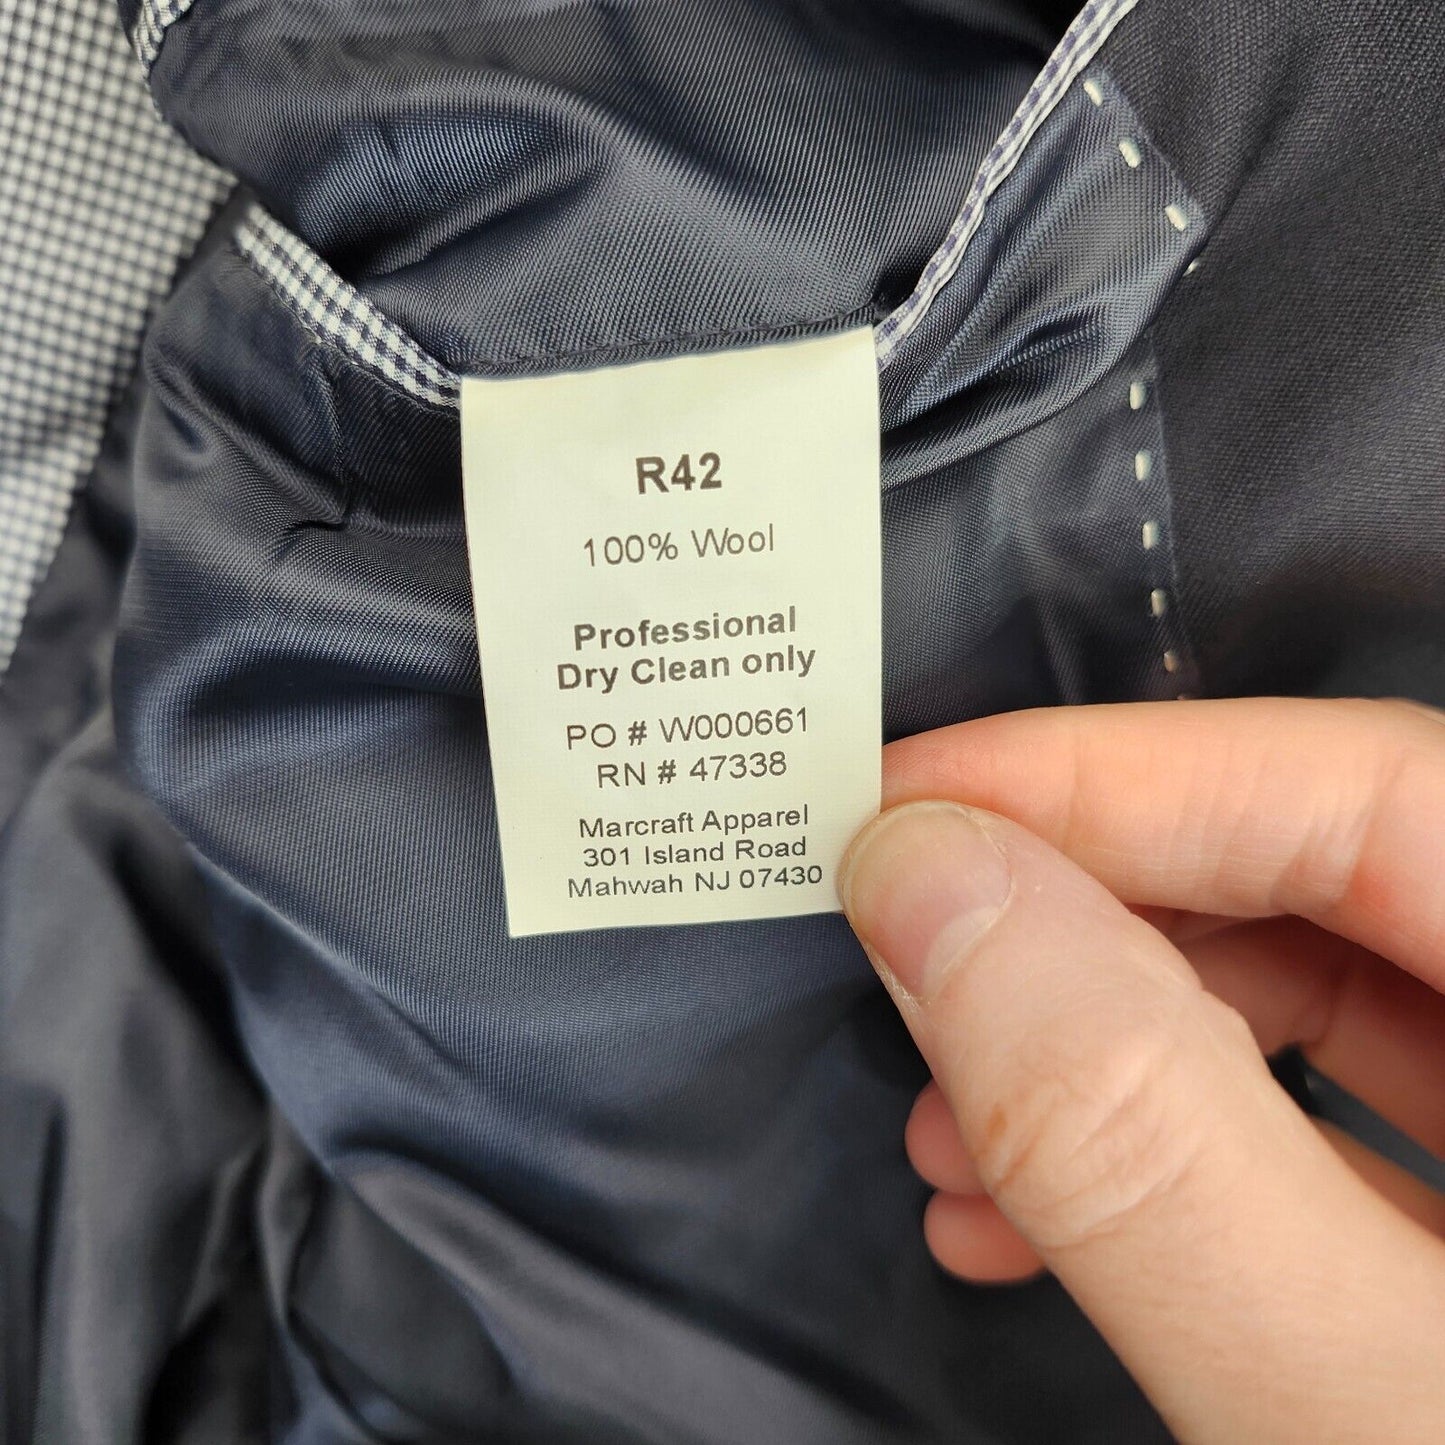 R42
100% Wool
Professional
Dry Clean only
PO # W000661
RN # 47338
Marcraft Apparel
301 Island Road
Mahwah NJ 07430